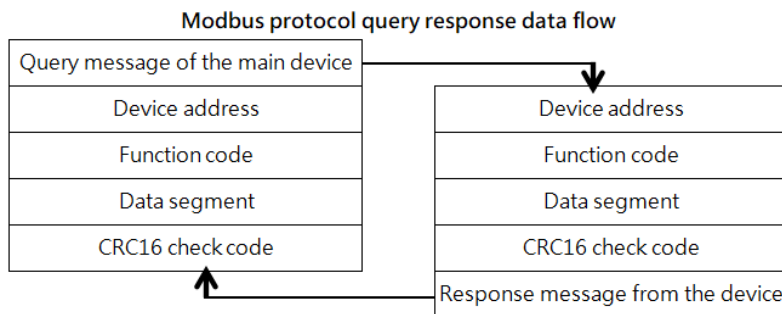 Modbus protocol query response data flow
Query message of the main device
Device address
Function code
Data segment
CRC16 check code
Device address
Function code
Data segment
CRC16 check code
Response message from the device